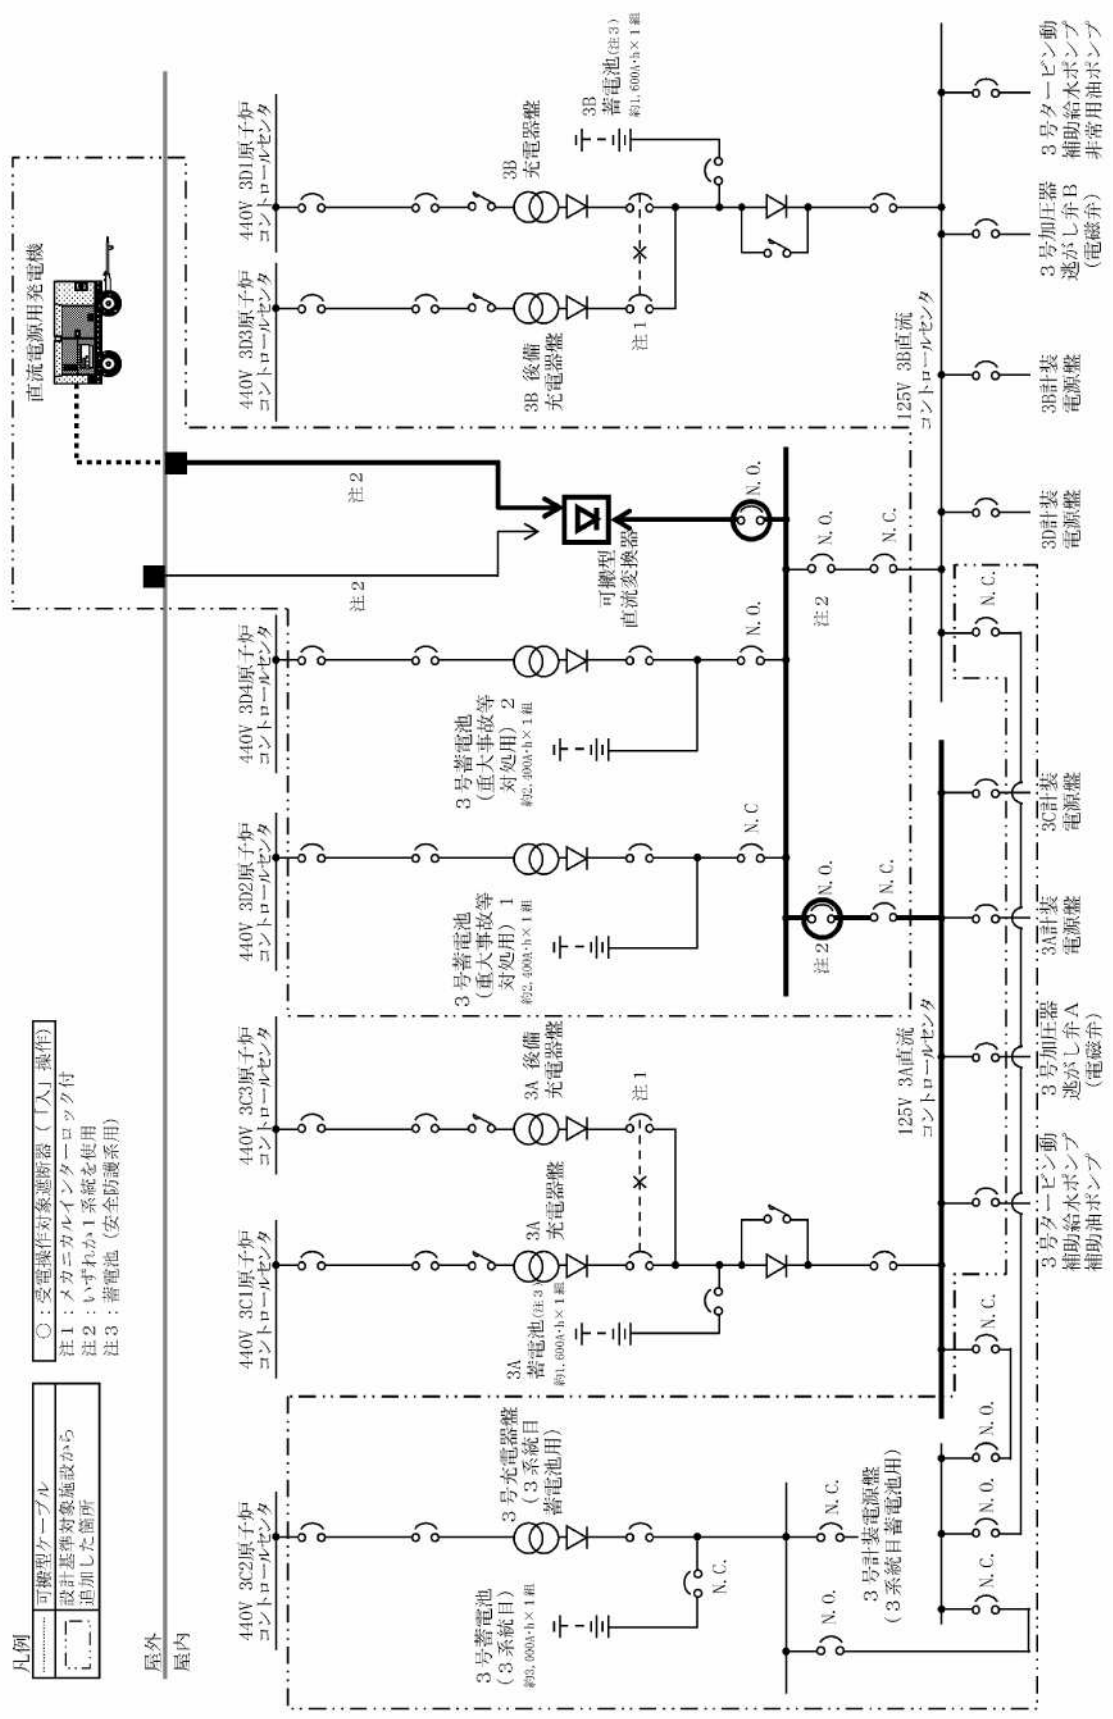 凡例
可搬型ケーブル
設計基準対象施設から
追加した箇所
○：受電操作対象遮断器（「入」操作）
注1：メカニカルインターロック付
注2：いずれか1系統を使用
注3：蓄電池（安全防護系用）
屋外
屋内
直流電源用発電機
440V 3C2原子炉
コントロールセンタ
440V 3C1原子炉
コントロールセンタ
440V 3C3原子炉
コントロールセンタ
440V 3D2原子炉
コントロールセンタ
440V 3D4原子炉
コントロールセンタ
440V 3D3原子炉
コントロールセンタ
440V 3D1原子炉
コントロールセンタ
注2
注2
3号蓄電池
（3系統目）
約3,000A･h×1組
3号充電器盤
（3系統目
蓄電池用）
N.C.
3A
蓄電池(注3)
約1,600A･h×1組
3A
充電器盤
3A 後備
充電器盤
注1
3号蓄電池
（重大事故等
対処用）1
約2,400A･h×1組
N.C
3号蓄電池
（重大事故等
対処用）2
約2,400A･h×1組
N.O.
可搬型
直流変換器
N.O.
3B 後備
充電器盤
注1
3B
充電器盤
3B
蓄電池(注3)
約1,600A･h×1組
N.O.
N.C.
3号計装電源盤
（3系統目蓄電池用）
注2
N.O.
N.C.
注2
N.O.
N.C.
125V 3A直流
コントロールセンタ
125V 3B直流
コントロールセンタ
N.C.
N.O.
N.O.
N.C.
N.C.
3号タービン動
補助給水ポンプ
補助油ポンプ
3号加圧器
逃がし弁A
（電磁弁）
3A計装
電源盤
3C計装
電源盤
3D計装
電源盤
3B計装
電源盤
3号加圧器
逃がし弁B
（電磁弁）
3号タービン動
補助給水ポンプ
非常用油ポンプ